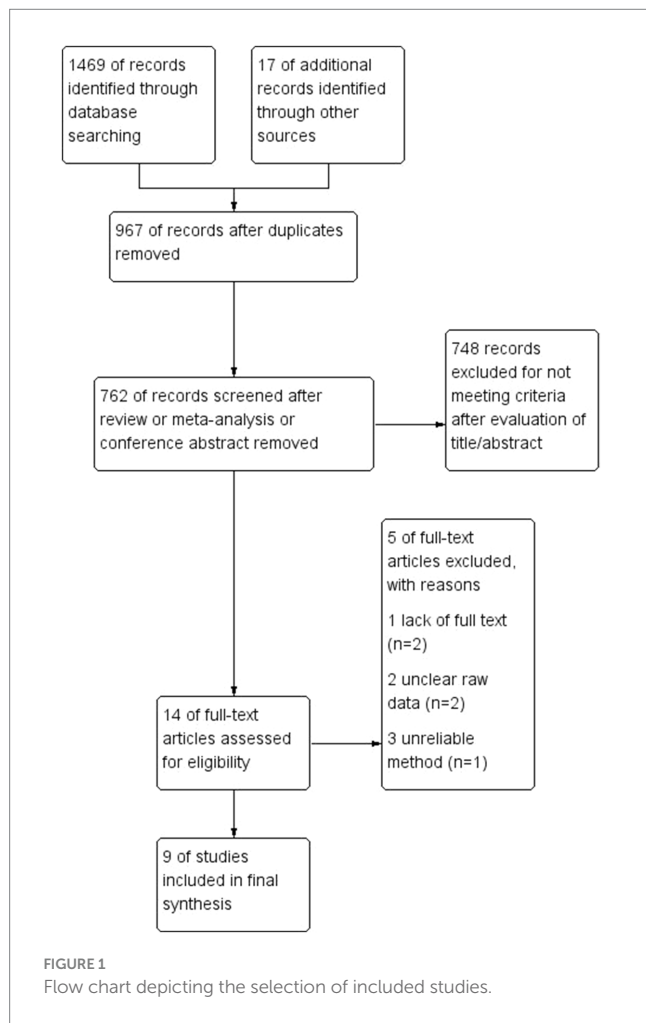 1469 of records
identified through
database
searching
17 of additional
records identified
through other
sources
967 of records after duplicates
removed
762 of records screened after
review or meta-analysis or
conference abstract removed
748 records
excluded for not
meeting criteria
after evaluation of
title/abstract
5 of full-text
articles excluded,
with reasons
1 lack of full text
(n=2)
2 unclear raw
data (n=2)
3 unreliable
method (n=1)
14 of full-text
articles assessed
for eligibility
9 of studies
included in final
synthesis
FIGURE 1
Flow chart depicting the selection of included studies.